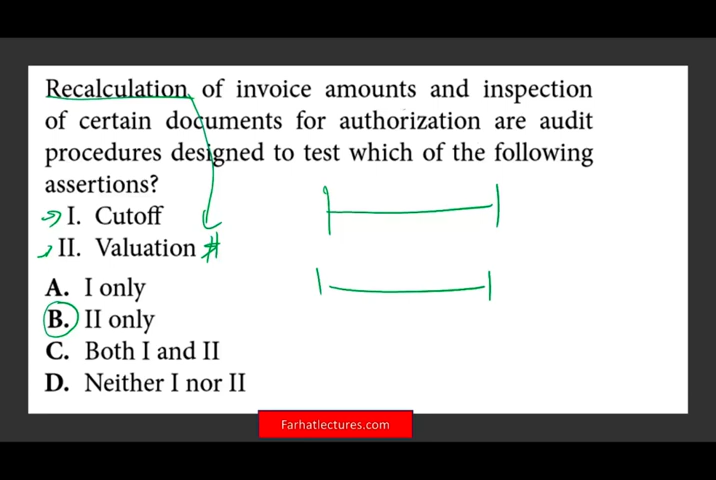 Recalculation of invoice amounts and inspection
of certain documents for authorization are audit
procedures designed to test which of the following
assertions?
I. Cutoff
II. Valuation #
A. I only
B. II only
C. Both I and II
D. Neither I nor II
Farhatlectures.com